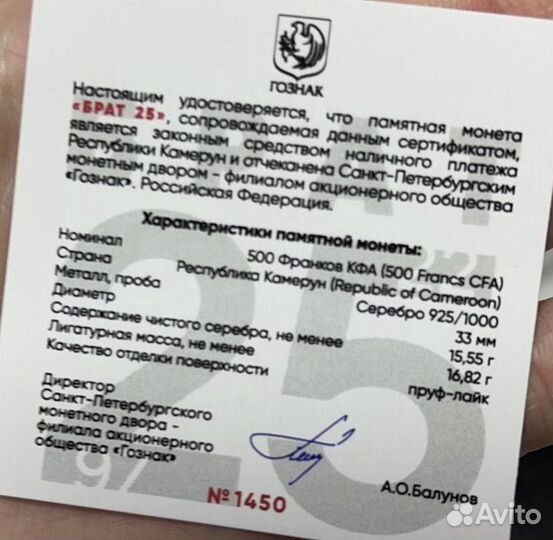 ГОЗНАК
Настоящим удостоверяется, что памятная монета
«БРАТ 25», сопровождаемая данным сертификатом,
является законным средством наличного платежа
Республики Камерун и отчеканена Санкт-Петербургским
монетным двором - филиалом акционерного общества
«Гознак». Российская Федерация.
Характеристики памятной монеты:
Номинал 500 Франков КФА (500 Francs CFA)
Страна Республика Камерун (Republic of Cameroon)
Металл, проба Серебро 925/1000
Диаметр 33 мм
Содержание чистого серебра, не менее 15,55 г
Лигатурная масса, не менее 16,82 г
Качество отделки поверхности пруф-лайк
Директор
Санкт-Петербургского
монетного двора -
филиала акционерного
общества «Гознак»
А.О.Балунов
№1450
25
97
Avito